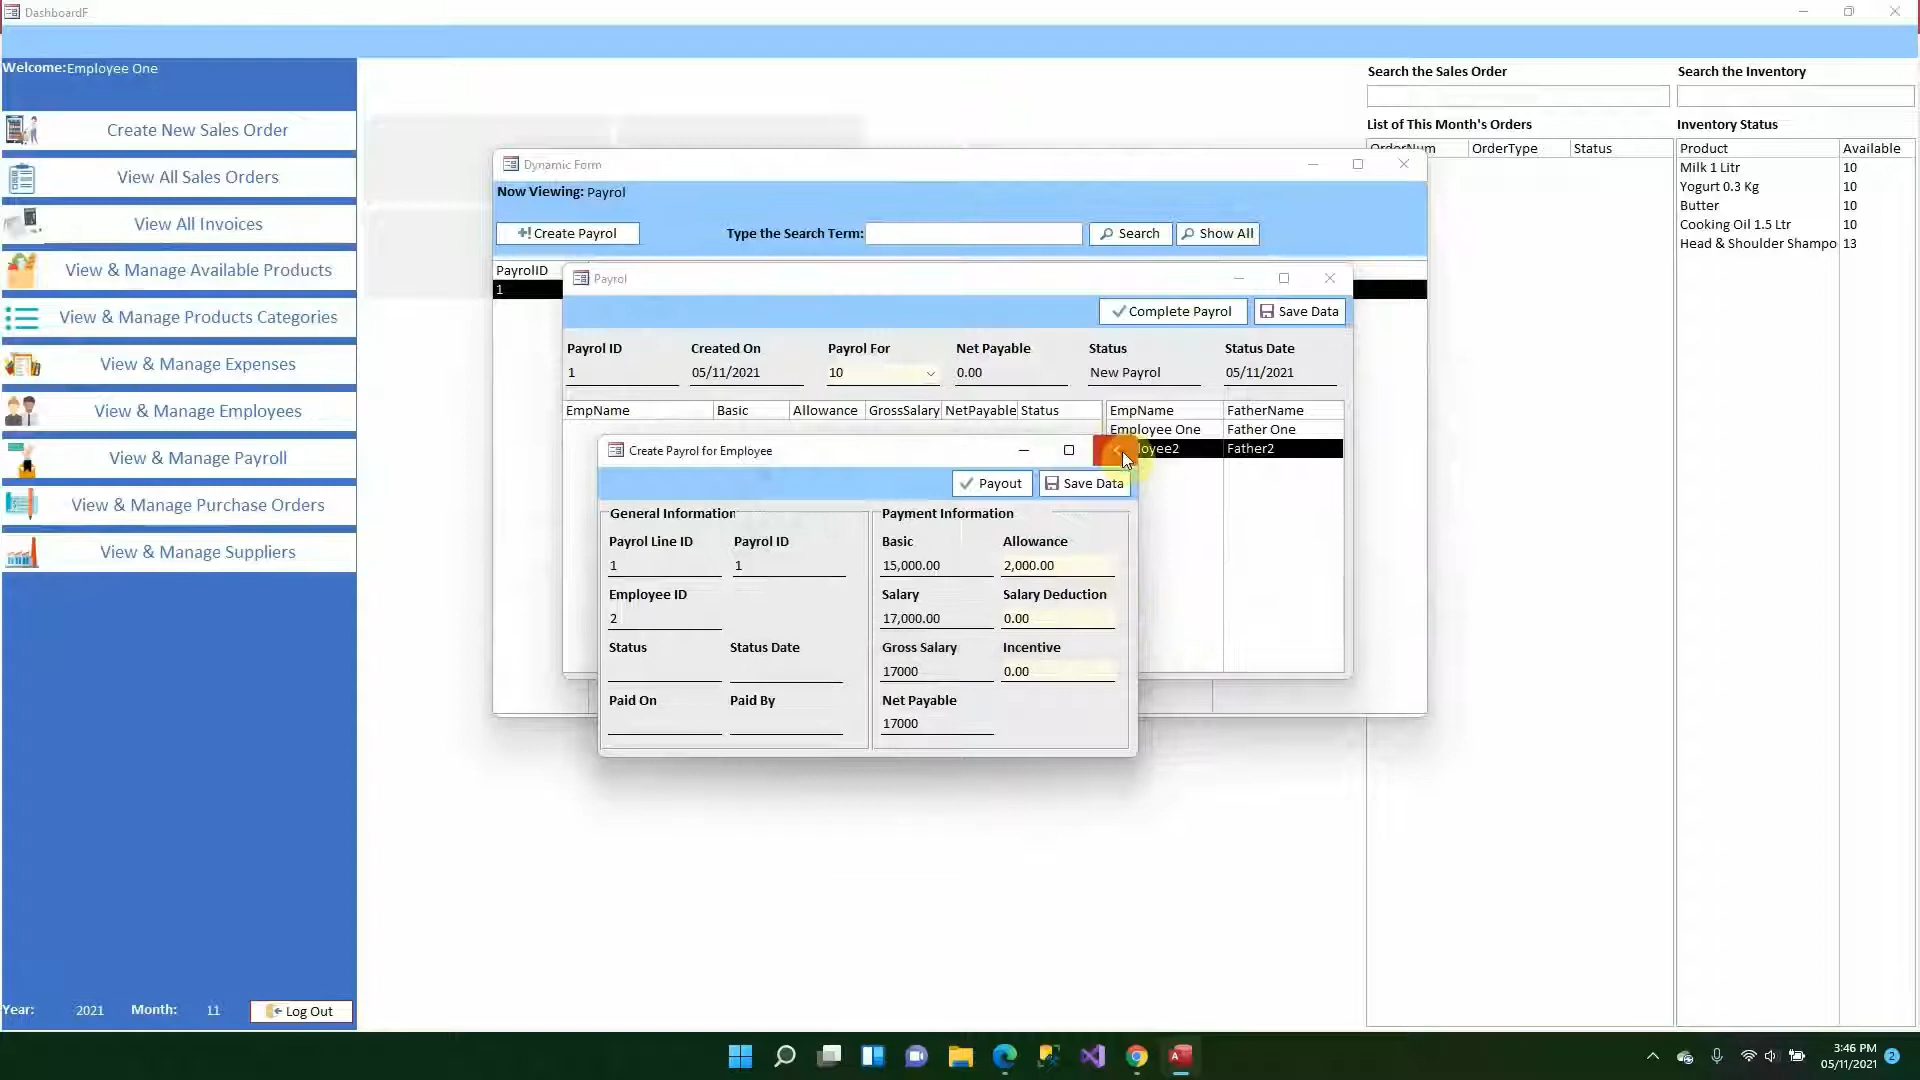 DashboardF
Welcome:Employee One
Create New Sales Order
View All Sales Orders
View All Invoices
View & Manage Available Products
View & Manage Products Categories
View & Manage Expenses
View & Manage Employees
View & Manage Payroll
View & Manage Purchase Orders
View & Manage Suppliers
Year: 2021 Month: 11 Log Out
Dynamic Form
Now Viewing: Payrol
Create Payrol Type the Search Term: Search Show All
PayrolID
1
Payrol
Complete Payrol Save Data
Payrol ID Created On Payrol For Net Payable Status Status Date
1 05/11/2021 10 0.00 New Payrol 05/11/2021
EmpName Basic Allowance GrossSalary NetPayable Status
EmpName FatherName
Employee One Father One
Father2
Create Payrol for Employee
Payout Save Data
General Information
Payrol Line ID Payrol ID
1 1
Employee ID
2
Status Status Date
Paid On Paid By
Payment Information
Basic Allowance
15,000.00 2,000.00
Salary Salary Deduction
17,000.00 0.00
Gross Salary Incentive
17000 0.00
Net Payable
17000
Search the Sales Order
List of This Month's Orders
OrderType Status
Search the Inventory
Inventory Status
Product Available
Milk 1 Litr 10
Yogurt 0.3 Kg 10
Butter 10
Cooking Oil 1.5 Ltr 10
Head & Shoulder Shampo 13
3:46 PM
05/11/2021
2